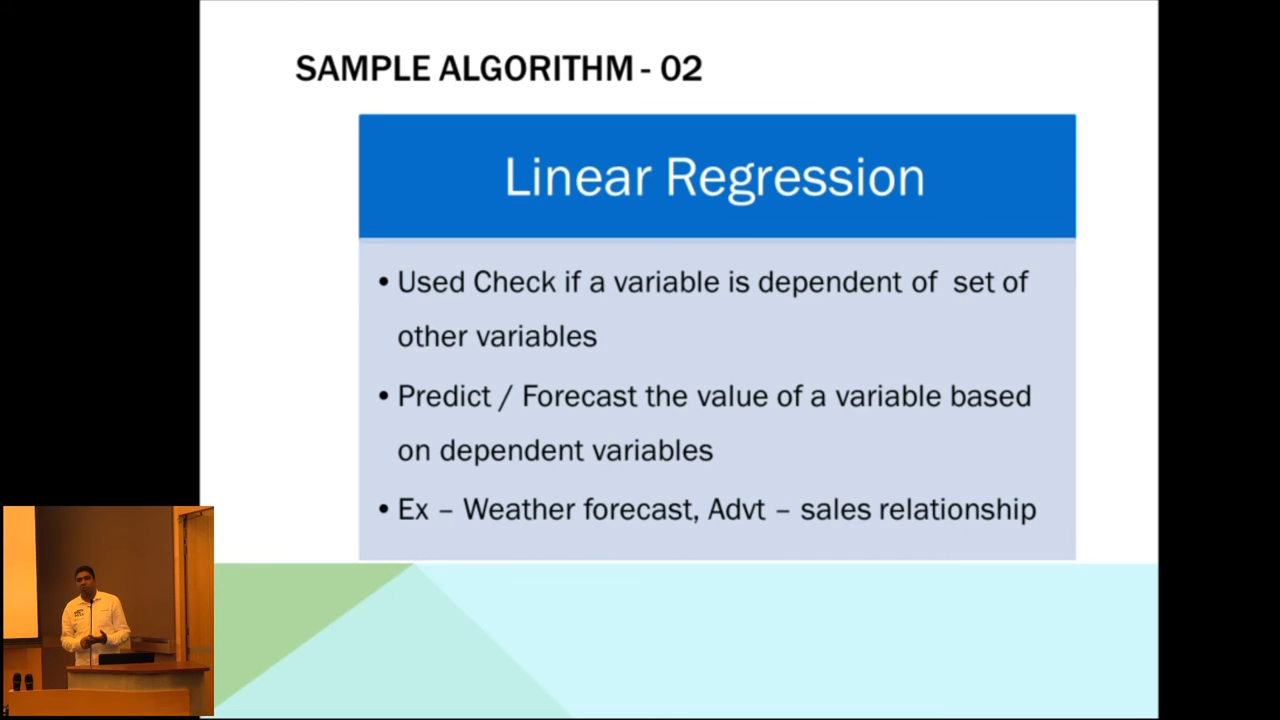 SAMPLE ALGORITHM - 02
Linear Regression
• Used Check if a variable is dependent of set of
other variables
• Predict / Forecast the value of a variable based
on dependent variables
• Ex – Weather forecast, Advt – sales relationship